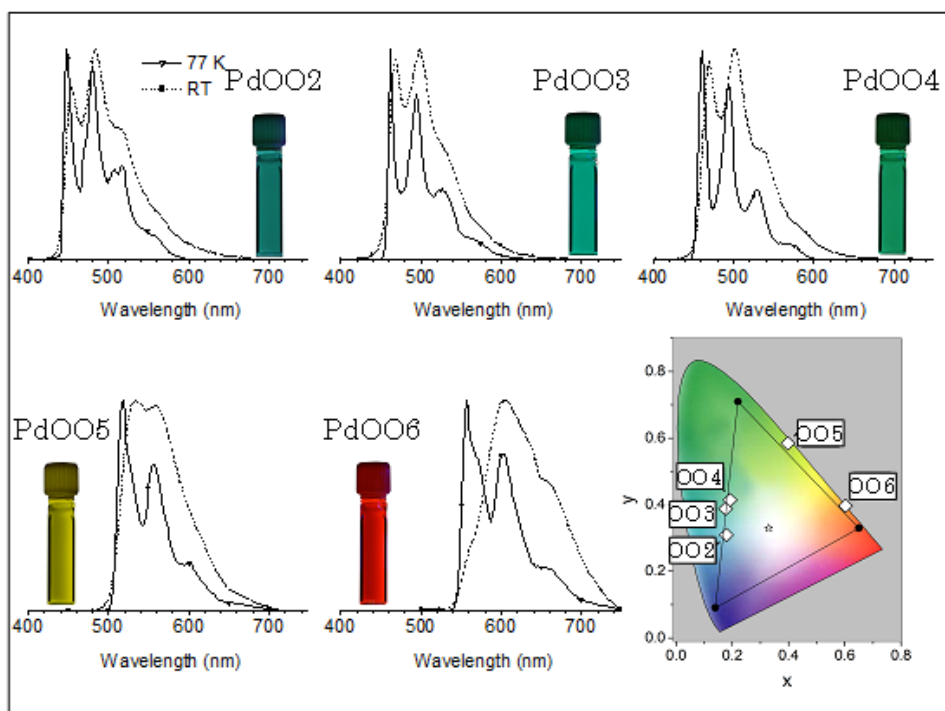 77 K
RT
PdOO2
400 500 600 700
Wavelength (nm)
PdOO3
400 500 600 700
Wavelength (nm)
PdOO4
400 500 600 700
Wavelength (nm)
PdOO5
400 500 600 700
Wavelength (nm)
PdOO6
400 500 600 700
Wavelength (nm)
0.8
0.6
0.4
0.2
0.0
y
OO5
OO6
OO4
OO3
OO2
0.0 0.2 0.4 0.6 0.8
x